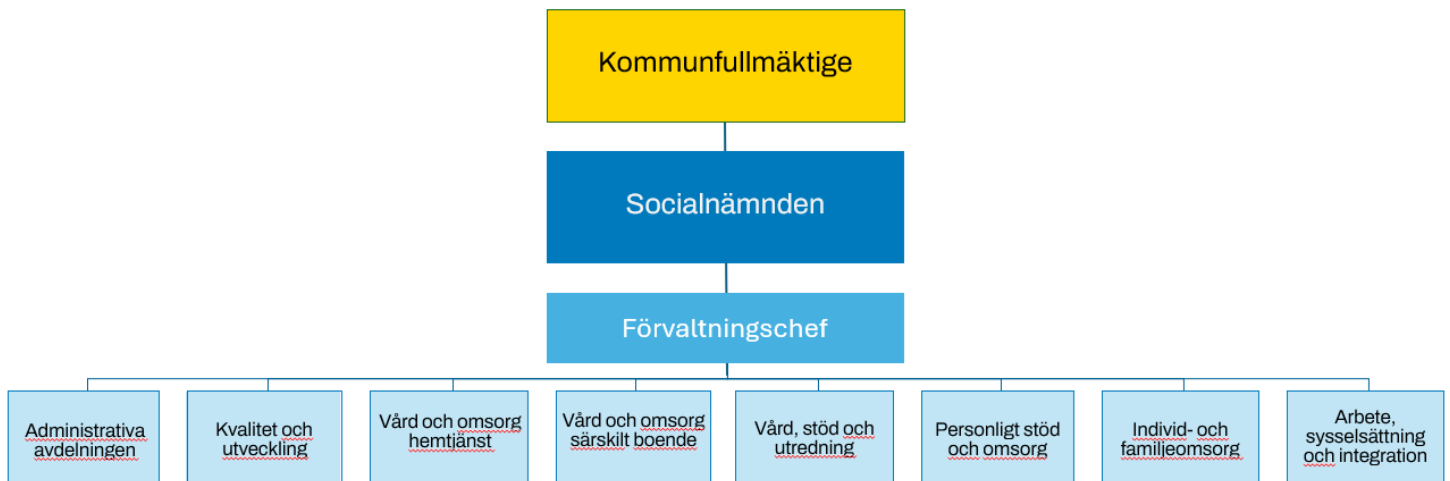 Kommunfullmäktige
Socialnämnden
Förvaltningschef
Administrativa
avdelningen
Kvalitet och
utveckling
Vård och omsorg
hemtjänst
Vård och omsorg
särskilt boende
Vård, stöd och
utredning
Personligt stöd
och omsorg
Individ- och
familjeomsorg
Arbete,
sysselsättning
och integration